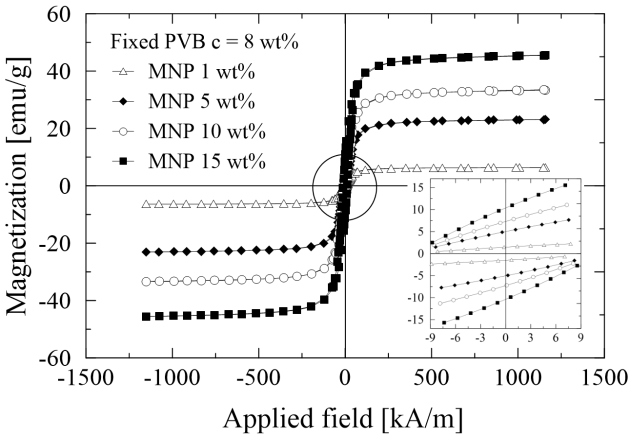 60
40
20
0
-20
-40
-60
Magnetization [emu/g]
Fixed PVB c = 8 wt%
MNP 1 wt%
MNP 5 wt%
MNP 10 wt%
MNP 15 wt%
15
10
5
0
-5
-10
-15
-9 -6 -3 0 3 6 9
-1500 -1000 -500 0 500 1000 1500
Applied field [kA/m]